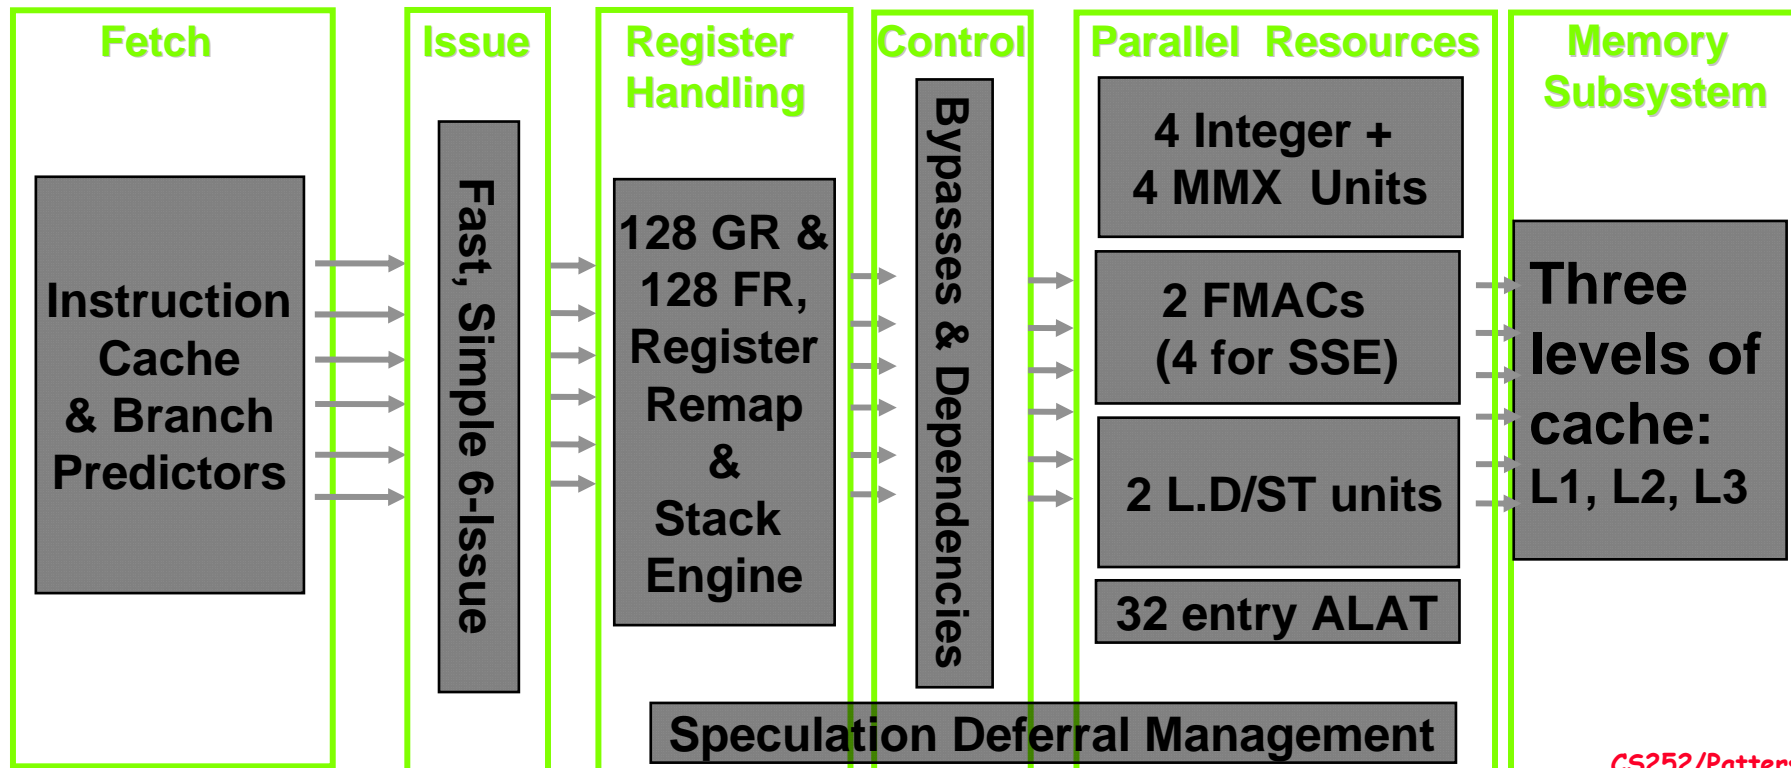 Fetch
Instruction
Cache
& Branch
Predictors
Issue
Fast, Simple 6-Issue
Register
Handling
128 GR &
128 FR,
Register
Remap
&
Stack
Engine
Control
Bypasses & Dependencies
Parallel Resources
4 Integer +
4 MMX Units
2 FMACs
(4 for SSE)
2 L.D/ST units
32 entry ALAT
Speculation Deferral Management
Memory
Subsystem
Three
levels of
cache:
L1, L2, L3